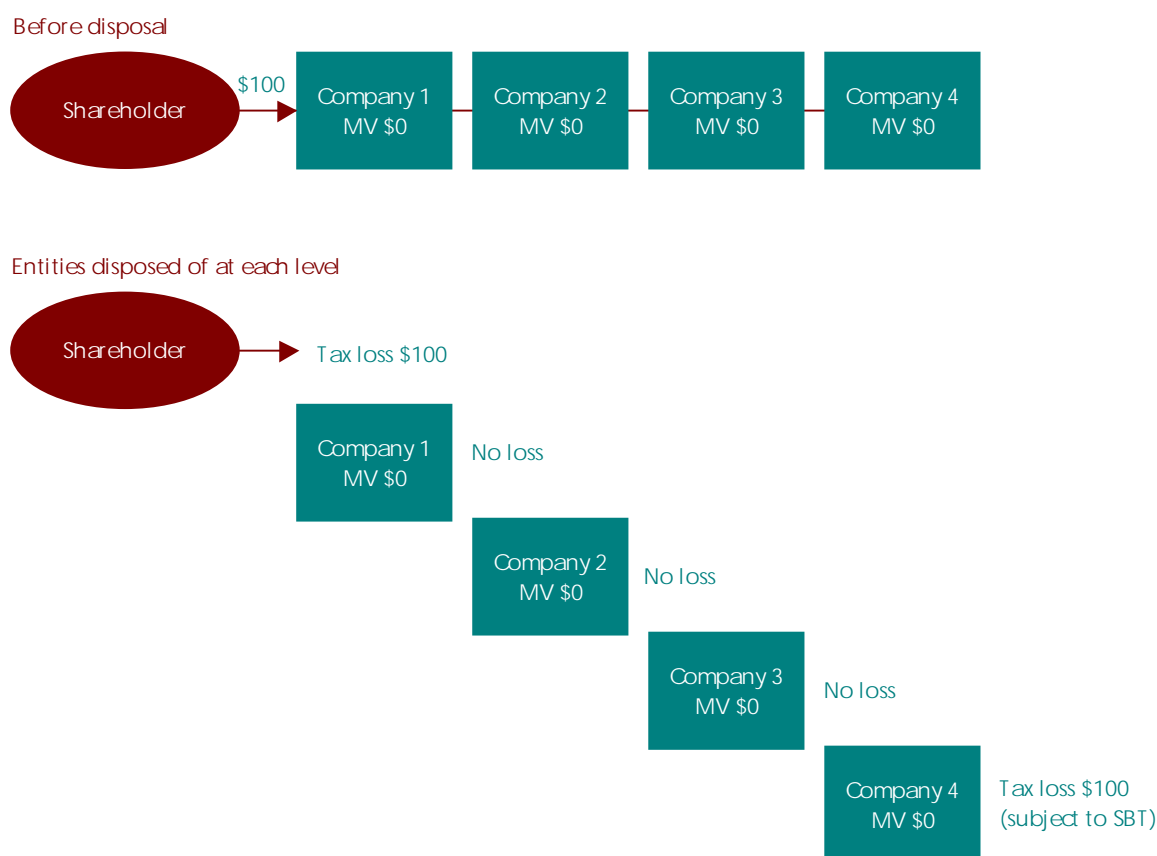 Before disposal
$100
Shareholder
Company 1
MV $0
Company 2
MV $0
Company 3
MV $0
Company 4
MV $0
Entities disposed of at each level
Shareholder
Tax loss $100
Company 1
MV $0
No loss
Company 2
MV $0
No loss
Company 3
MV $0
No loss
Company 4
MV $0
Tax loss $100
(subject to SBT)